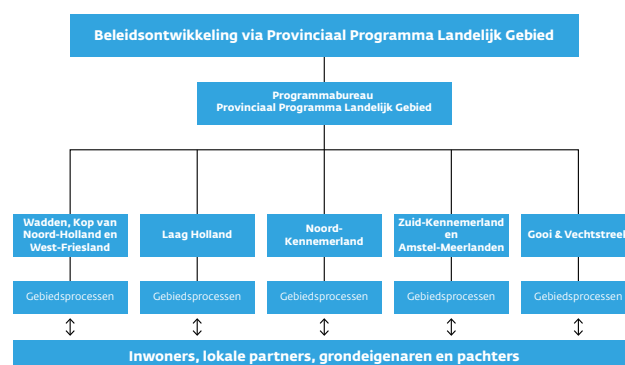 Beleidsontwikkeling via Provinciaal Programma Landelijk Gebied
Programmabureau
Provinciaal Programma Landelijk Gebied
Wadden, Kop van
Noord-Holland en
West-Friesland
Laag Holland
Noord-
Kennemerland
Zuid-Kennemerland
en
Amstel-Meerlanden
Gooi & Vechtstreek
Gebiedsprocessen
Gebiedsprocessen
Gebiedsprocessen
Gebiedsprocessen
Gebiedsprocessen
Inwoners, lokale partners, grondeigenaren en pachters